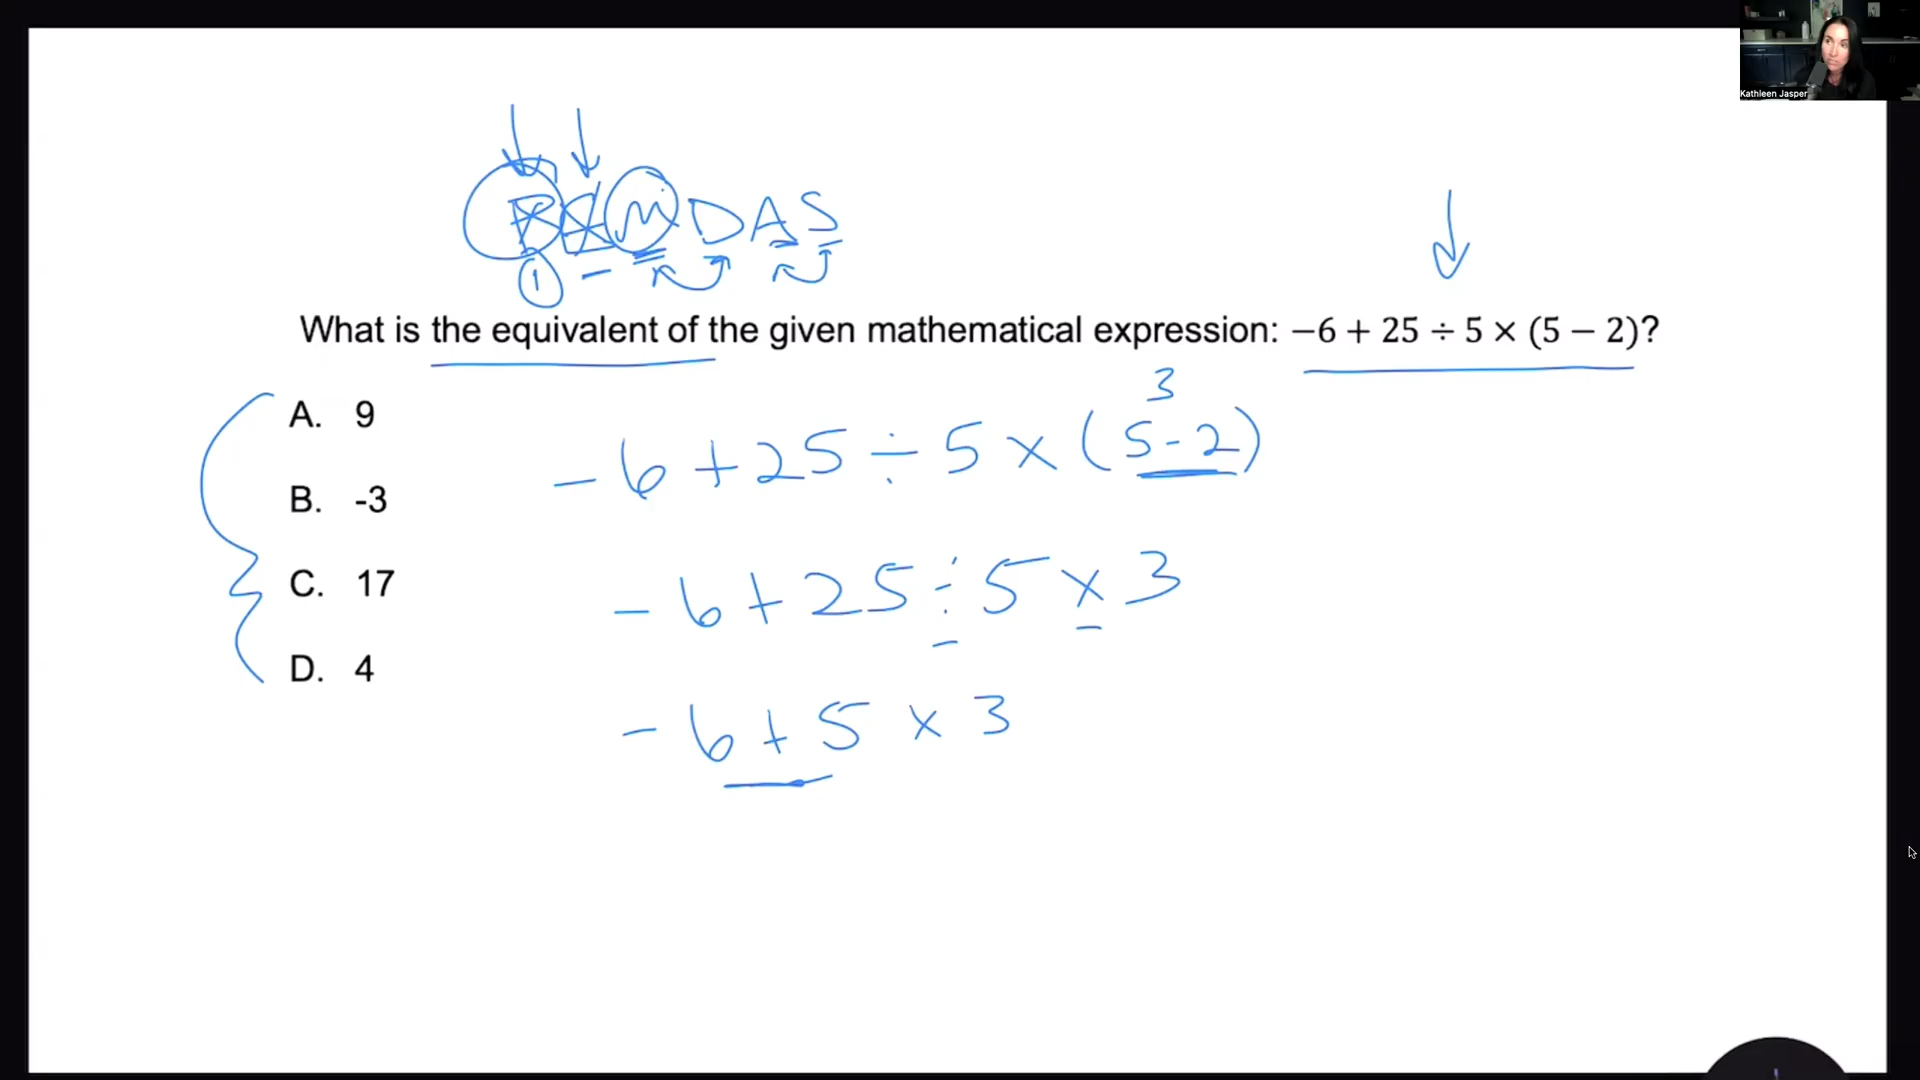 Kathleen Jasper
PEMDAS
1
What is the equivalent of the given mathematical expression: −6 + 25 ÷ 5 × (5 − 2)?
3
A. 9
- 6 + 25 ÷ 5 × (5-2)
B. -3
C. 17
- 6 + 25 ÷ 5 × 3
D. 4
- 6 + 5 × 3